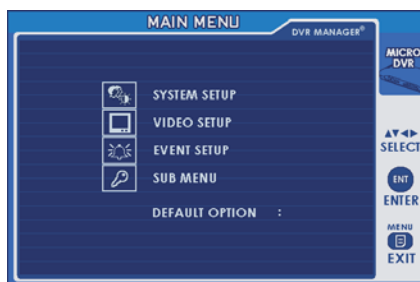 MAIN MENU
DVR MANAGER®
MICRO
DVR
SYSTEM SETUP
VIDEO SETUP
EVENT SETUP
SUB MENU
DEFAULT OPTION :
▲▼◀▶
SELECT
ENT
ENTER
MENU
EXIT